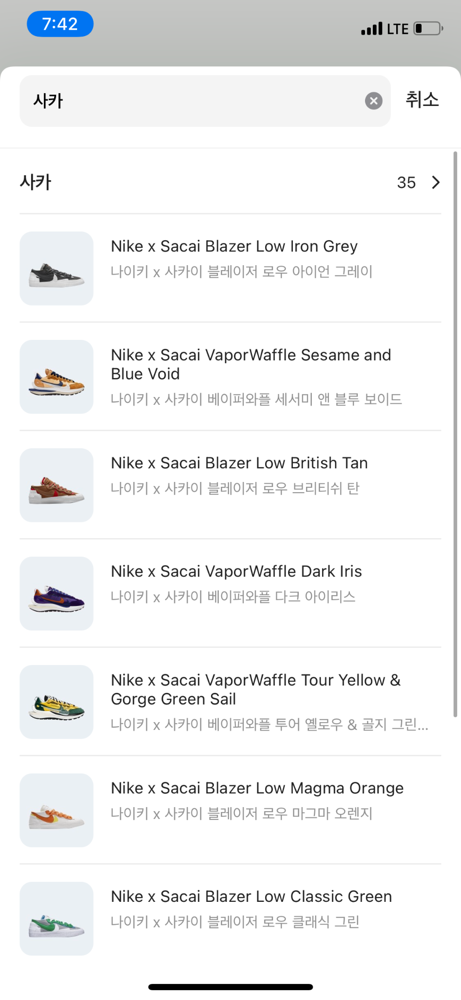 7:42
LTE
사카
취소
사카
35
Nike x Sacai Blazer Low Iron Grey
나이키 x 사카이 블레이저 로우 아이언 그레이
Nike x Sacai VaporWaffle Sesame and
Blue Void
나이키 x 사카이 베이퍼와플 세서미 앤 블루 보이드
Nike x Sacai Blazer Low British Tan
나이키 x 사카이 블레이저 로우 브리티쉬 탄
Nike x Sacai VaporWaffle Dark Iris
나이키 x 사카이 베이퍼와플 다크 아이리스
Nike x Sacai VaporWaffle Tour Yellow &
Gorge Green Sail
나이키 x 사카이 베이퍼와플 투어 옐로우 & 골지 그린...
Nike x Sacai Blazer Low Magma Orange
나이키 x 사카이 블레이저 로우 마그마 오렌지
Nike x Sacai Blazer Low Classic Green
나이키 x 사카이 블레이저 로우 클래식 그린